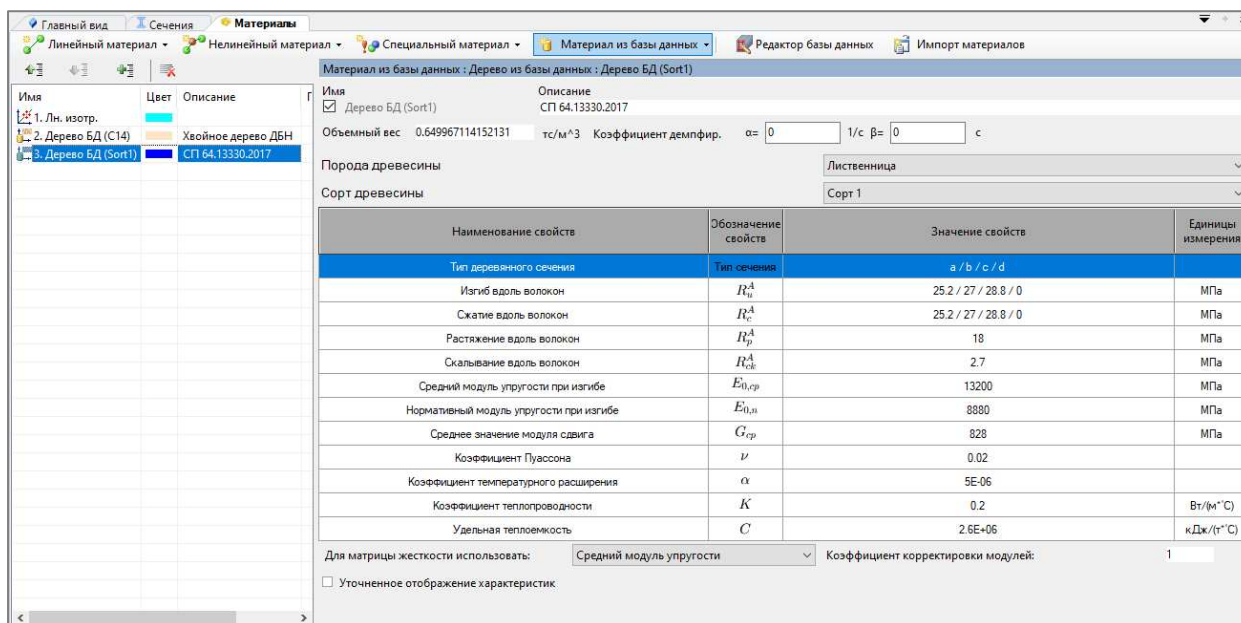 Главный вид Сечения Материалы
Линейный материал Нелинейный материал Специальный материал Материал из базы данных Редактор базы данных Импорт материалов
Материал из базы данных : Дерево из базы данных : Дерево БД (Sort1)
Имя Цвет Описание
1. Лн. изотр.
2. Дерево БД (C14) Хвойное дерево ДБН
3. Дерево БД (Sort1) СП 64.13330.2017
Имя Описание
Дерево БД (Sort1) СП 64.13330.2017
Объемный вес 0.649967114152131 тс/м^3 Коэффициент демпфир. α= 0 1/с β= 0 с
Порода древесины Лиственница
Сорт древесины Сорт 1
Наименование свойств Обозначение свойств Значение свойств Единицы измерения
Тип деревянного сечения Тип сечения a / b / c / d
Изгиб вдоль волокон R_u^A 25.2 / 27 / 28.8 / 0 МПа
Сжатие вдоль волокон R_c^A 25.2 / 27 / 28.8 / 0 МПа
Растяжение вдоль волокон R_p^A 18 МПа
Скалывание вдоль волокон R_ck^A 2.7 МПа
Средний модуль упругости при изгибе E_0,cp 13200 МПа
Нормативный модуль упругости при изгибе E_0,n 8880 МПа
Среднее значение модуля сдвига G_cp 828 МПа
Коэффициент Пуассона ν 0.02
Коэффициент температурного расширения α 5E-06
Коэффициент теплопроводности K 0.2 Вт/(м*°C)
Удельная теплоемкость C 2.6E+06 кДж/(т*°C)
Для матрицы жесткости использовать: Средний модуль упругости Коэффициент корректировки модулей: 1
Уточненное отображение характеристик